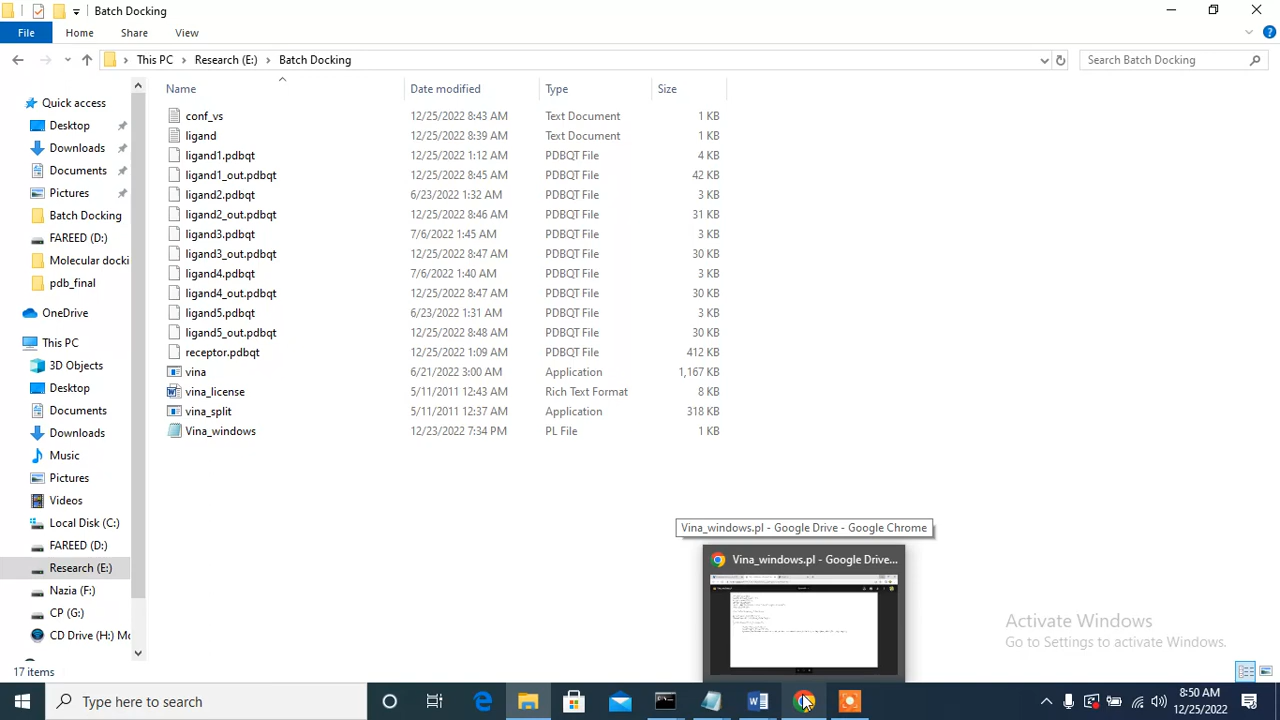 Batch Docking
File Home Share View
This PC Research (E:) Batch Docking
Search Batch Docking
Name Date modified Type Size
Quick access
Desktop
Downloads
Documents
Pictures
Batch Docking
FAREED (D:)
Molecular docki
pdb_final
OneDrive
This PC
3D Objects
Desktop
Documents
Downloads
Music
Pictures
Videos
Local Disk (C:)
FAREED (D:)
Research (E:)
CP (G:)
CD Drive (H:) Mo
conf_vs 12/25/2022 8:43 AM Text Document 1 KB
ligand 12/25/2022 8:39 AM Text Document 1 KB
ligand1.pdbqt 12/25/2022 1:12 AM PDBQT File 4 KB
ligand1_out.pdbqt 12/25/2022 8:45 AM PDBQT File 42 KB
ligand2.pdbqt 6/23/2022 1:32 AM PDBQT File 3 KB
ligand2_out.pdbqt 12/25/2022 8:46 AM PDBQT File 31 KB
ligand3.pdbqt 7/6/2022 1:45 AM PDBQT File 3 KB
ligand3_out.pdbqt 12/25/2022 8:47 AM PDBQT File 30 KB
ligand4.pdbqt 7/6/2022 1:40 AM PDBQT File 3 KB
ligand4_out.pdbqt 12/25/2022 8:47 AM PDBQT File 30 KB
ligand5.pdbqt 6/23/2022 1:31 AM PDBQT File 3 KB
ligand5_out.pdbqt 12/25/2022 8:48 AM PDBQT File 30 KB
receptor.pdbqt 12/25/2022 1:09 AM PDBQT File 412 KB
vina 6/21/2022 3:00 AM Application 1,167 KB
vina_license 5/11/2011 12:43 AM Rich Text Format 8 KB
vina_split 5/11/2011 12:37 AM Application 318 KB
Vina_windows 12/23/2022 7:34 PM PL File 1 KB
Vina_windows.pl - Google Drive - Google Chrome
Vina_windows.pl - Google Drive...
Activate Windows
Go to Settings to activate Windows.
17 items
Type here to search
8:50 AM
12/25/2022